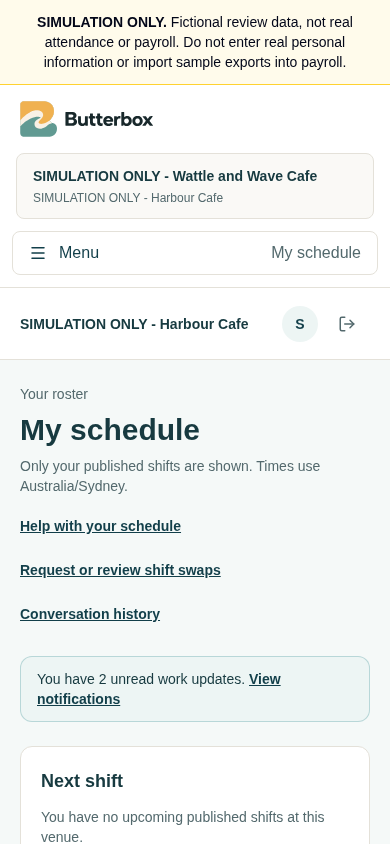 SIMULATION ONLY. Fictional review data, not real
attendance or payroll. Do not enter real personal
information or import sample exports into payroll.
Butterbox
SIMULATION ONLY - Wattle and Wave Cafe
SIMULATION ONLY - Harbour Cafe
Menu
My schedule
SIMULATION ONLY - Harbour Cafe
S
Your roster
My schedule
Only your published shifts are shown. Times use
Australia/Sydney.
Help with your schedule
Request or review shift swaps
Conversation history
You have 2 unread work updates. View
notifications
Next shift
You have no upcoming published shifts at this
venue.